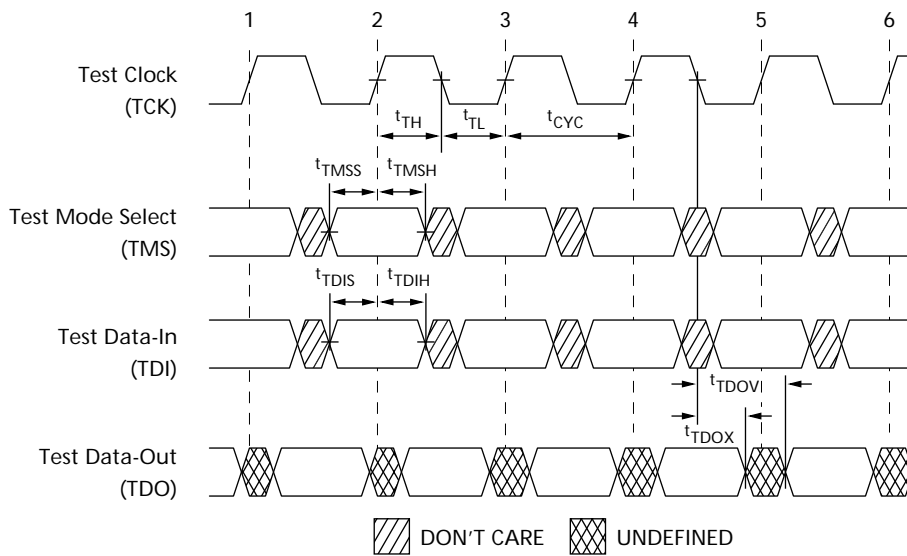 1 2 3 4 5 6
Test Clock
(TCK)
tTH tTL tCYC
tTMSS tTMSH
Test Mode Select
(TMS)
tTDIS tTDIH
Test Data-In
(TDI)
tTDOV
tTDOX
Test Data-Out
(TDO)
DON'T CARE UNDEFINED